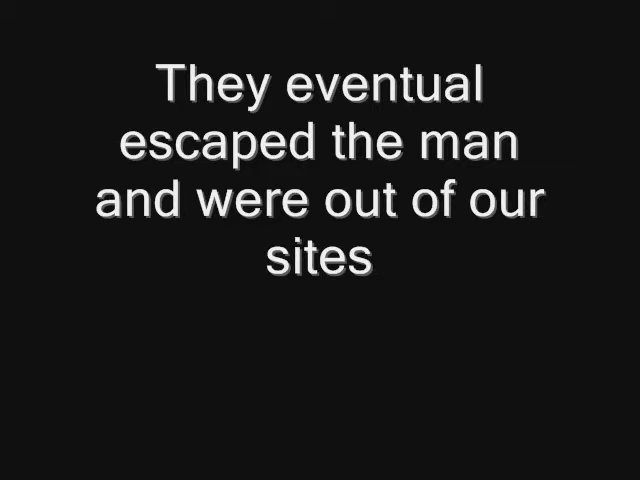 They eventual
escaped the man
and were out of our
sites